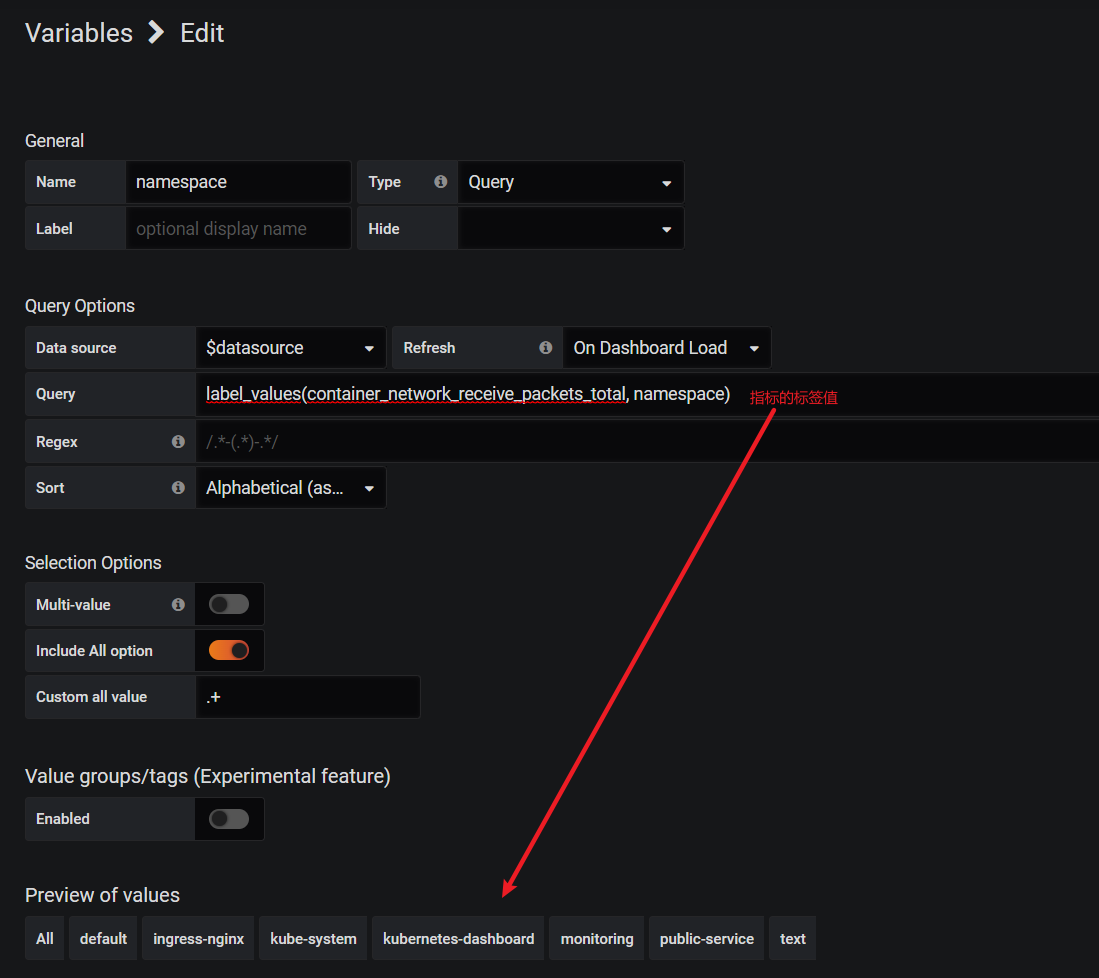 Variables > Edit
General
Name namespace Type Query
Label optional display name Hide
Query Options
Data source $datasource Refresh On Dashboard Load
Query label_values(container_network_receive_packets_total, namespace) 指标的标签值
Regex /.*-(.*)-.*/
Sort Alphabetical (as...
Selection Options
Multi-value
Include All option
Custom all value .+
Value groups/tags (Experimental feature)
Enabled
Preview of values
All default ingress-nginx kube-system kubernetes-dashboard monitoring public-service text